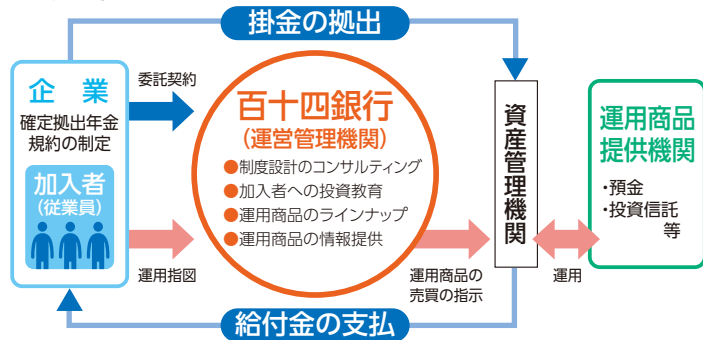 掛金の拠出
企業
確定拠出年金
規約の制定
加入者
(従業員)
委託契約
運用指図
百十四銀行
(運営管理機関)
●制度設計のコンサルティング
●加入者への投資教育
●運用商品のラインナップ
●運用商品の情報提供
運用商品の
売買の指示
資産管理機関
運用
運用商品
提供機関
・預金
・投資信託
等
給付金の支払